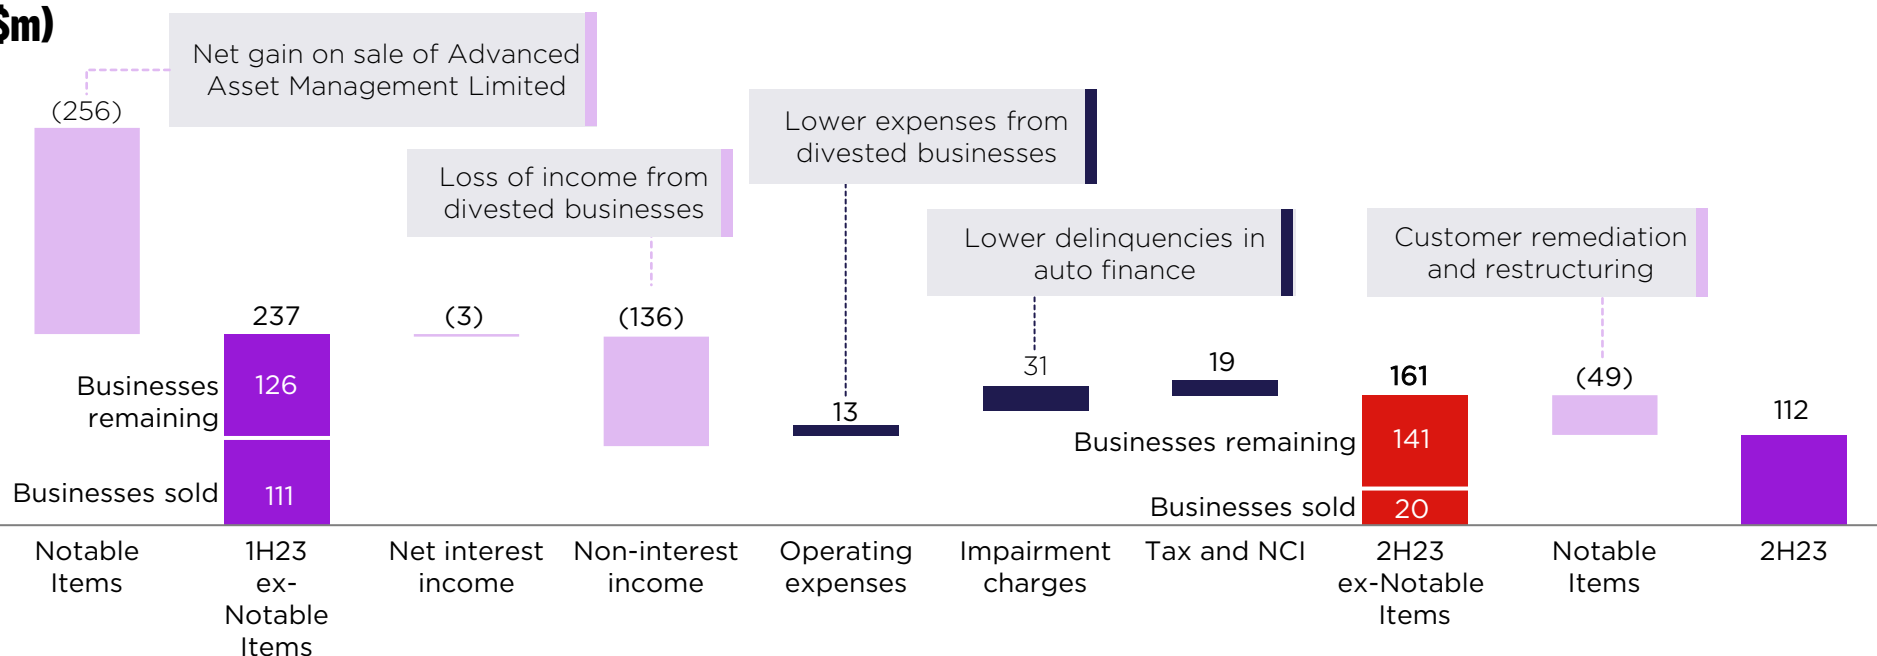 $m)
Net gain on sale of Advanced
Asset Management Limited
(256)
Lower expenses from
divested businesses
Loss of income from
divested businesses
Lower delinquencies in
auto finance
Customer remediation
and restructuring
237
(3)
(136)
31
19
161
(49)
112
13
Businesses
remaining
126
Businesses remaining
141
Businesses sold
111
Businesses sold
20
Notable
Items
1H23
ex-
Notable
Items
Net interest
income
Non-interest
income
Operating
expenses
Impairment
charges
Tax and NCI
2H23
ex-Notable
Items
Notable
Items
2H23